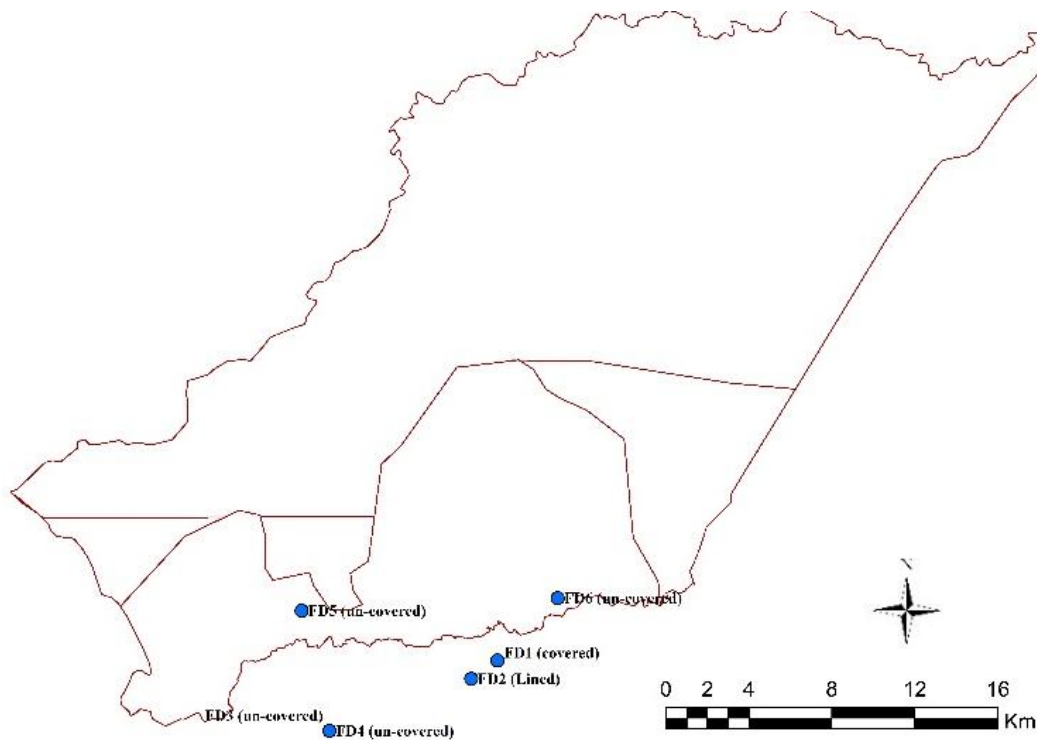 N
FD5 (un-covered)
FD6 (un-covered)
FD1 (covered)
FD2 (Lined)
FD3 (un-covered)
FD4 (un-covered)
0 2 4 8 12 16
Km